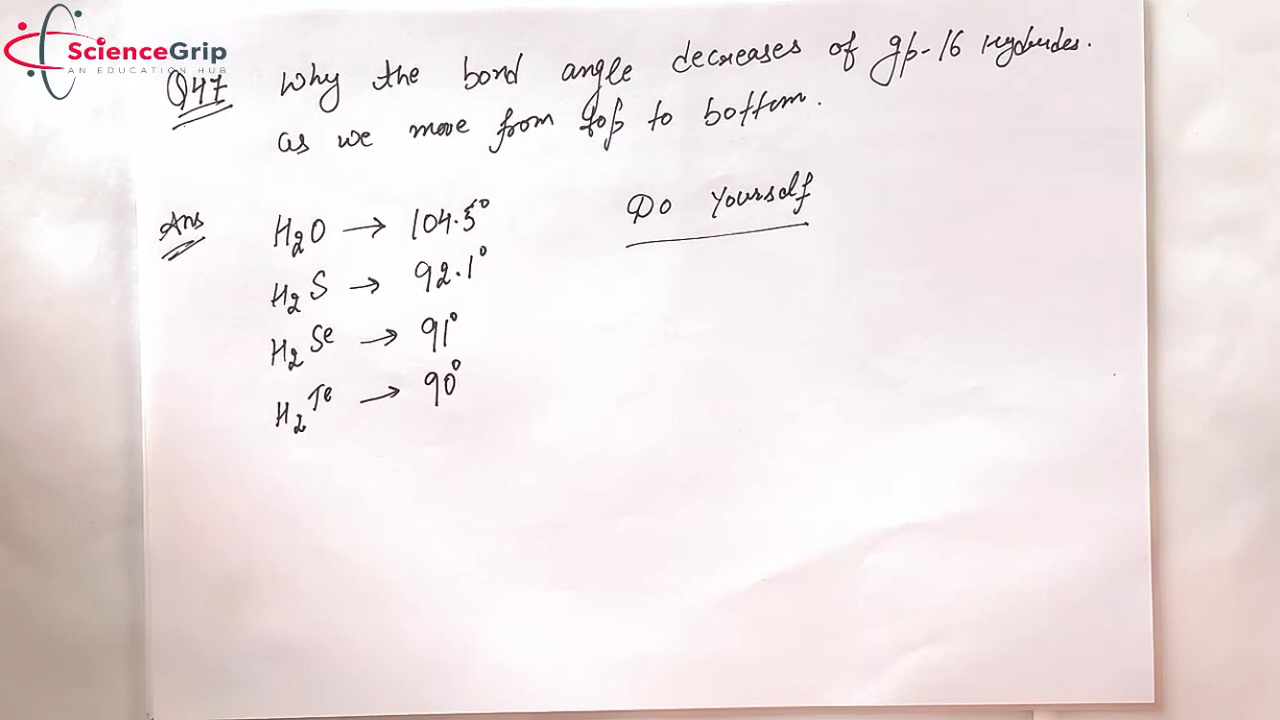 ScienceGrip
AN EDUCATION HUB
Q47 Why the bond angle decreases of gp-16 Hydrides.
as we move from top to bottom.
Ans
Do Yourself
H₂O → 104.5°
H₂S → 92.1°
H₂Se → 91°
H₂Te → 90°